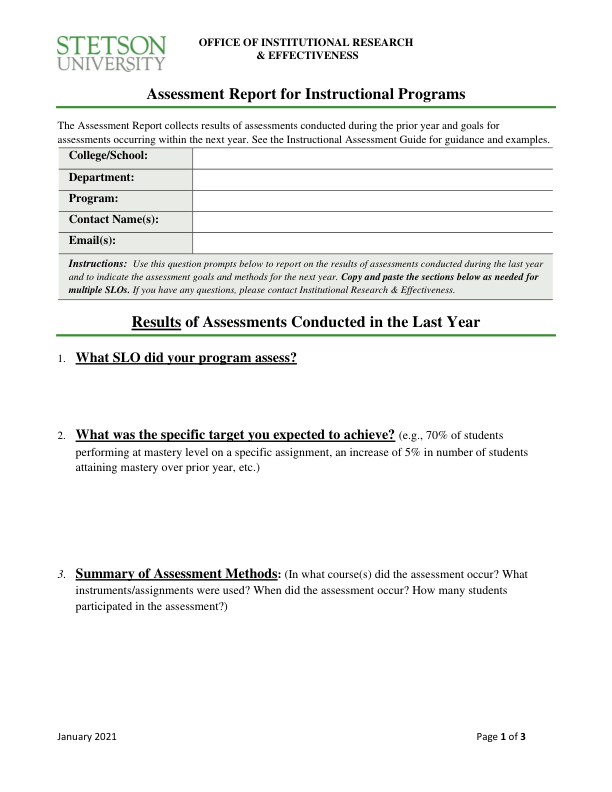 STETSON
UNIVERSITY
OFFICE OF INSTITUTIONAL RESEARCH
& EFFECTIVENESS
Assessment Report for Instructional Programs
The Assessment Report collects results of assessments conducted during the prior year and goals for
assessments occurring within the next year. See the Instructional Assessment Guide for guidance and examples.
College/School:
Department:
Program:
Contact Name(s):
Email(s):
Instructions: Use this question prompts below to report on the results of assessments conducted during the last year
and to indicate the assessment goals and methods for the next year. Copy and paste the sections below as needed for
multiple SLOs. If you have any questions, please contact Institutional Research & Effectiveness.
Results of Assessments Conducted in the Last Year
1. What SLO did your program assess?
2. What was the specific target you expected to achieve? (e.g., 70% of students
performing at mastery level on a specific assignment, an increase of 5% in number of students
attaining mastery over prior year, etc.)
3. Summary of Assessment Methods: (In what course(s) did the assessment occur? What
instruments/assignments were used? When did the assessment occur? How many students
participated in the assessment?)
January 2021
Page 1 of 3